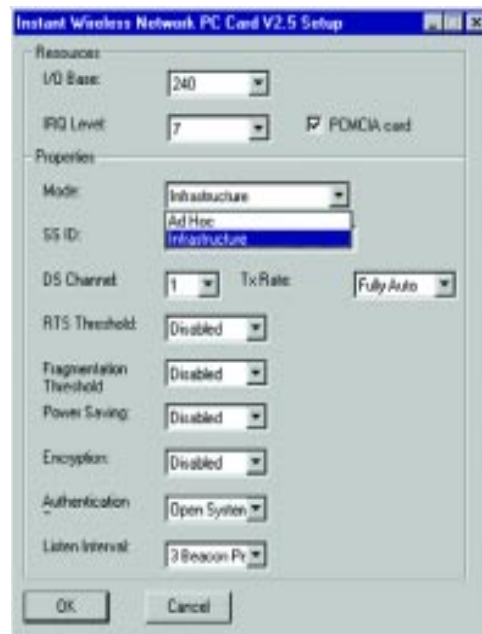 Instant Wireless Network PC Card V2.5 Setup
Resources
I/O Base: 240
IRQ Level: 7 PCMCIA card
Properties
Mode: Infrastructure
Ad Hoc
SS ID: Infrastructure
DS Channel: 1 Tx Rate: Fully Auto
RTS Threshold: Disabled
Fragmentation Threshold Disabled
Power Saving: Disabled
Encryption: Disabled
Authentication Open System
Listen Interval: 3 Beacon Pe
OK Cancel